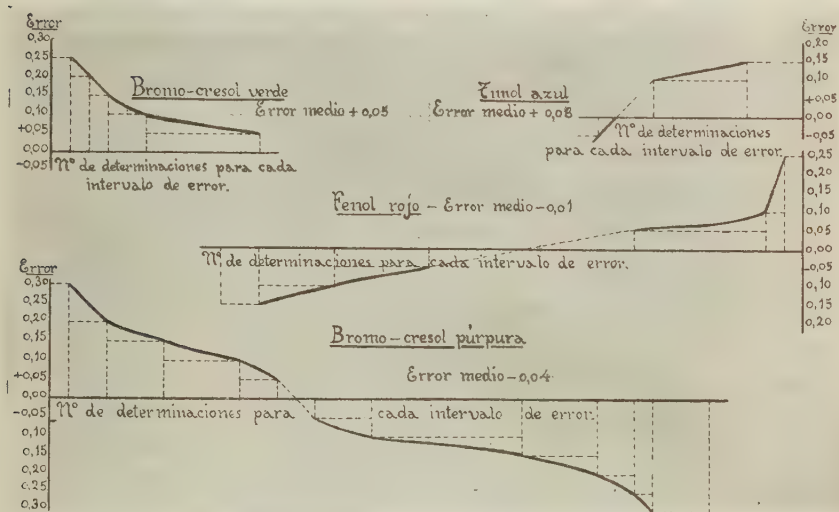 Error
0,30
0,25
0,20
0,15
0,10
+0,05
0,00
-0,05
Bromo-cresol verde
Error medio + 0,05
Nº de determinaciones para cada
intervalo de error.
Error
0,20
0,15
0,10
+0,05
0,00
-0,05
Timol azul
Error medio + 0,08
Nº de determinaciones
para cada intervalo de error.
0,25
0,20
0,15
0,10
0,05
0,00
-0,05
0,10
0,15
0,20
Fenol rojo - Error medio -0,01
Nº de determinaciones para cada intervalo de error.
Error
0,30
0,25
0,20
0,15
0,10
+0,05
0,00
-0,05
0,10
0,15
0,20
0,25
0,30
Bromo-cresol púrpura
Error medio -0,04
Nº de determinaciones para cada intervalo de error.